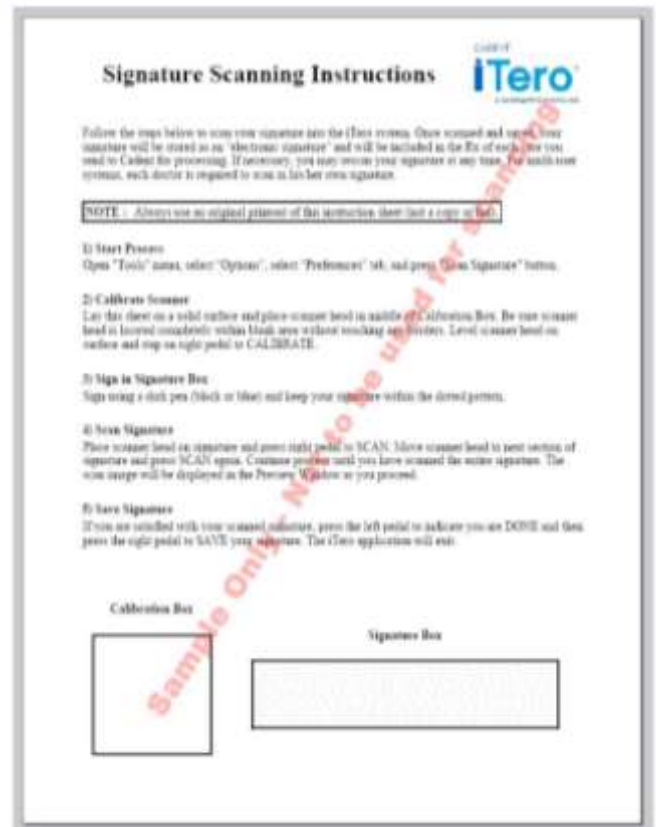 CADENT
iTero
Signature Scanning Instructions
Follow the steps below to scan your signature into the iTero system. Once scanned and saved, your
signature will be stored as an "electronic signature" and will be included in the Rx of each case you
send to Cadent for processing. If necessary, you may rescan your signature at any time. For multi-user
systems, each doctor is required to scan in his/her own signature.
NOTE : Always use an original printout of this instruction sheet (not a copy or fax).
1) Start Process
Open "Tools" menu, select "Options", select "Preferences" tab, and press "Scan Signature" button.
2) Calibrate Scanner
Lay this sheet on a solid surface and place scanner head in middle of Calibration Box. Be sure scanner
head is located completely within blank area without touching any borders. Level scanner head on
surface and step on right pedal to CALIBRATE.
3) Sign in Signature Box
Sign using a dark pen (black or blue) and keep your signature within the dotted pattern.
4) Scan Signature
Place scanner head on signature and press right pedal to SCAN. Move scanner head to next section of
signature and press SCAN again. Continue process until you have scanned the entire signature. The
scan image will be displayed in the Preview Window as you proceed.
5) Save Signature
If you are satisfied with your scanned signature, press the left pedal to indicate you are DONE and then
press the right pedal to SAVE your signature. The iTero application will exit.
Calibration Box
Signature Box
Sample Only - Not to be used for scanning